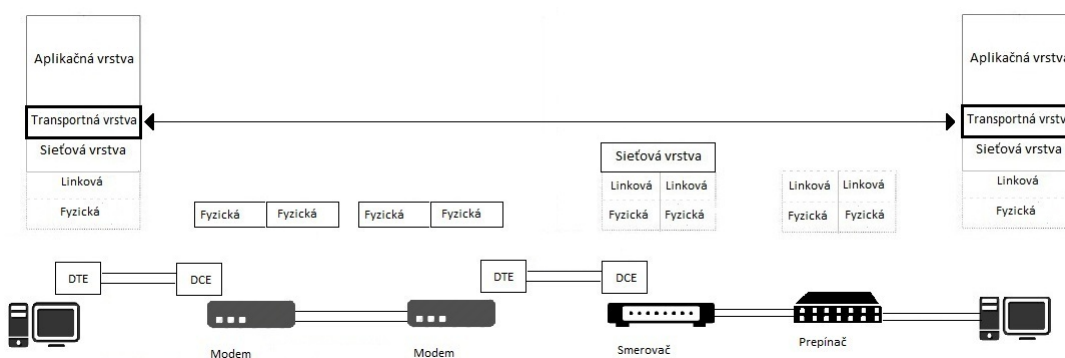 Aplikačná vrstva
Aplikačná vrstva
Transportná vrstva
Transportná vrstv
Sieťová vrstva
Sieťová vrstva
Sieťová vrstva
Linková
Linková
Linková
Linková
Linková
Linková
Fyzická
Fyzická
Fyzická
Fyzická
Fyzická
Fyzická
Fyzická
Fyzická
Fyzická
Fyzická
DTE
DCE
DTE
DCE
Modem
Modem
Smerovač
Prepínač